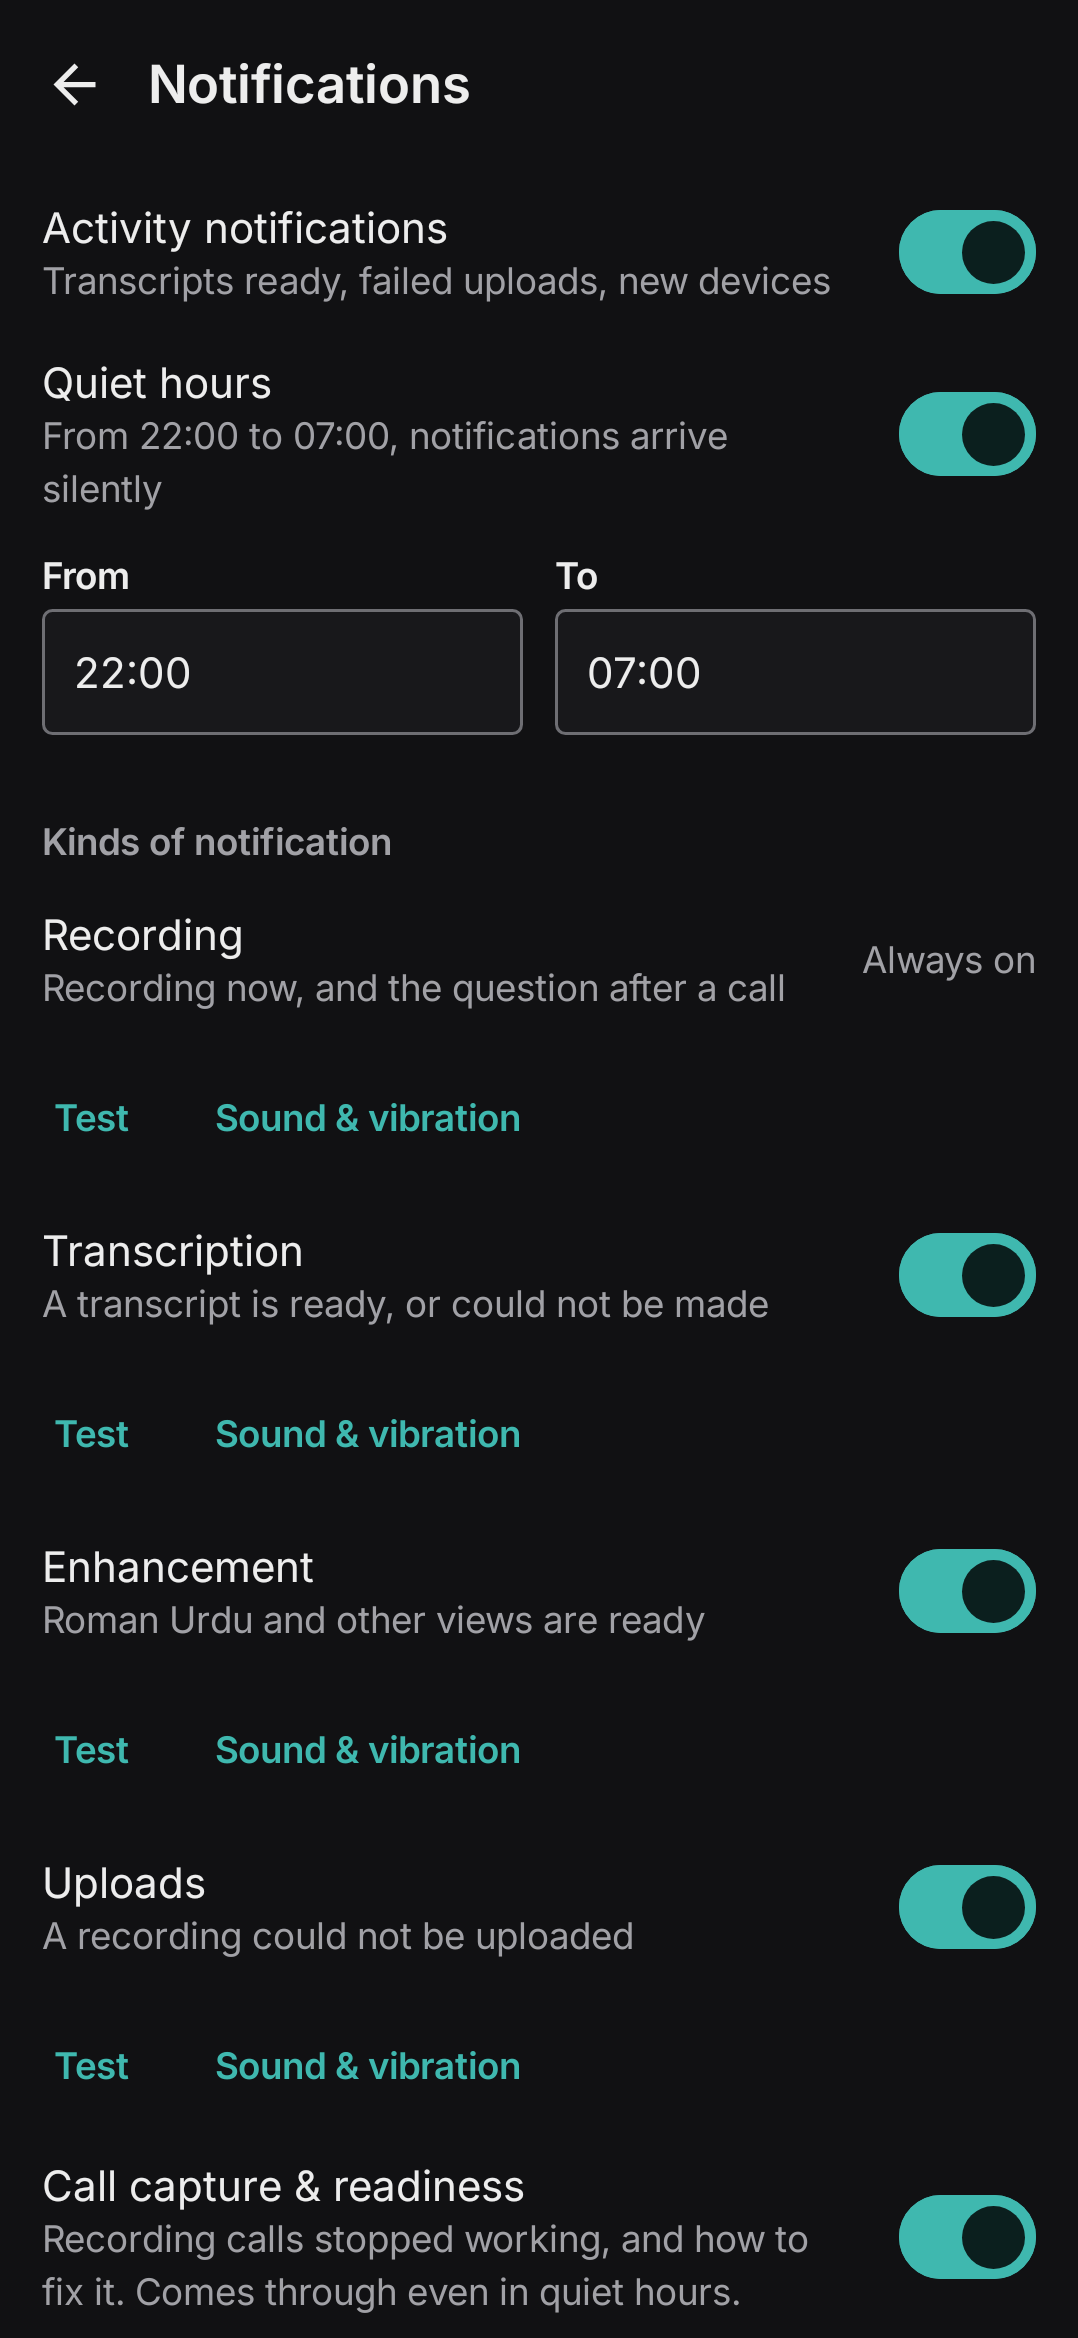 Notifications
Activity notifications
Transcripts ready, failed uploads, new devices
Quiet hours
From 22:00 to 07:00, notifications arrive
silently
From
To
22:00
07:00
Kinds of notification
Recording
Recording now, and the question after a call
Always on
Test
Sound & vibration
Transcription
A transcript is ready, or could not be made
Test
Sound & vibration
Enhancement
Roman Urdu and other views are ready
Test
Sound & vibration
Uploads
A recording could not be uploaded
Test
Sound & vibration
Call capture & readiness
Recording calls stopped working, and how to
fix it. Comes through even in quiet hours.